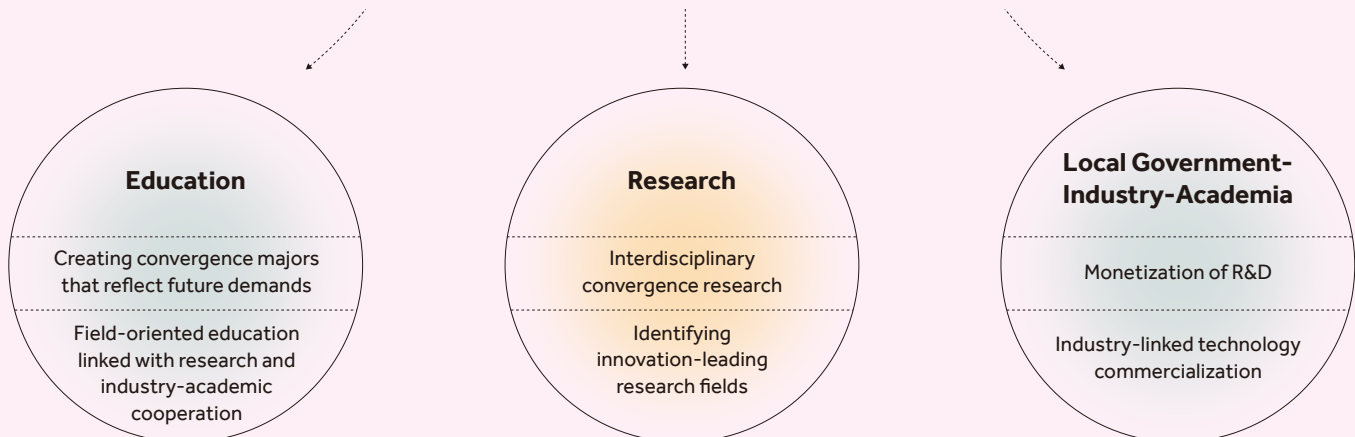 Education
Creating convergence majors
that reflect future demands
Field-oriented education
linked with research and
industry-academic
cooperation
Research
Interdisciplinary
convergence research
Identifying
innovation-leading
research fields
Local Government-
Industry-Academia
Monetization of R&D
Industry-linked technology
commercialization